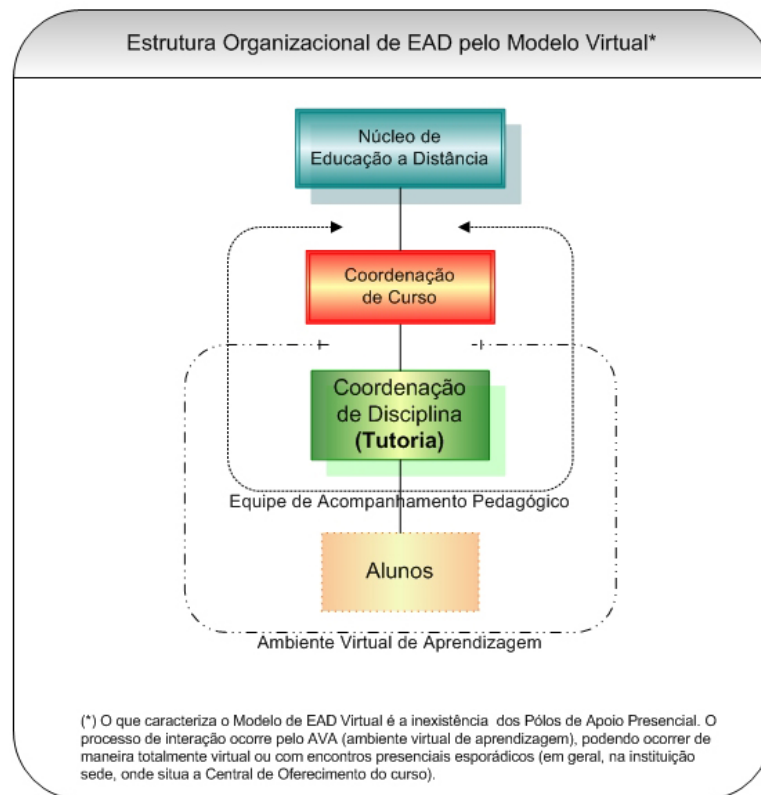 Estrutura Organizacional de EAD pelo Modelo Virtual*
Núcleo de
Educação a Distância
Coordenação
de Curso
Coordenação
de Disciplina
(Tutoria)
Equipe de Acompanhamento Pedagógico
Alunos
Ambiente Virtual de Aprendizagem
(*) O que caracteriza o Modelo de EAD Virtual é a inexistência dos Pólos de Apoio Presencial. O
processo de interação ocorre pelo AVA (ambiente virtual de aprendizagem), podendo ocorrer de
maneira totalmente virtual ou com encontros presenciais esporádicos (em geral, na instituição
sede, onde situa a Central de Oferecimento do curso).